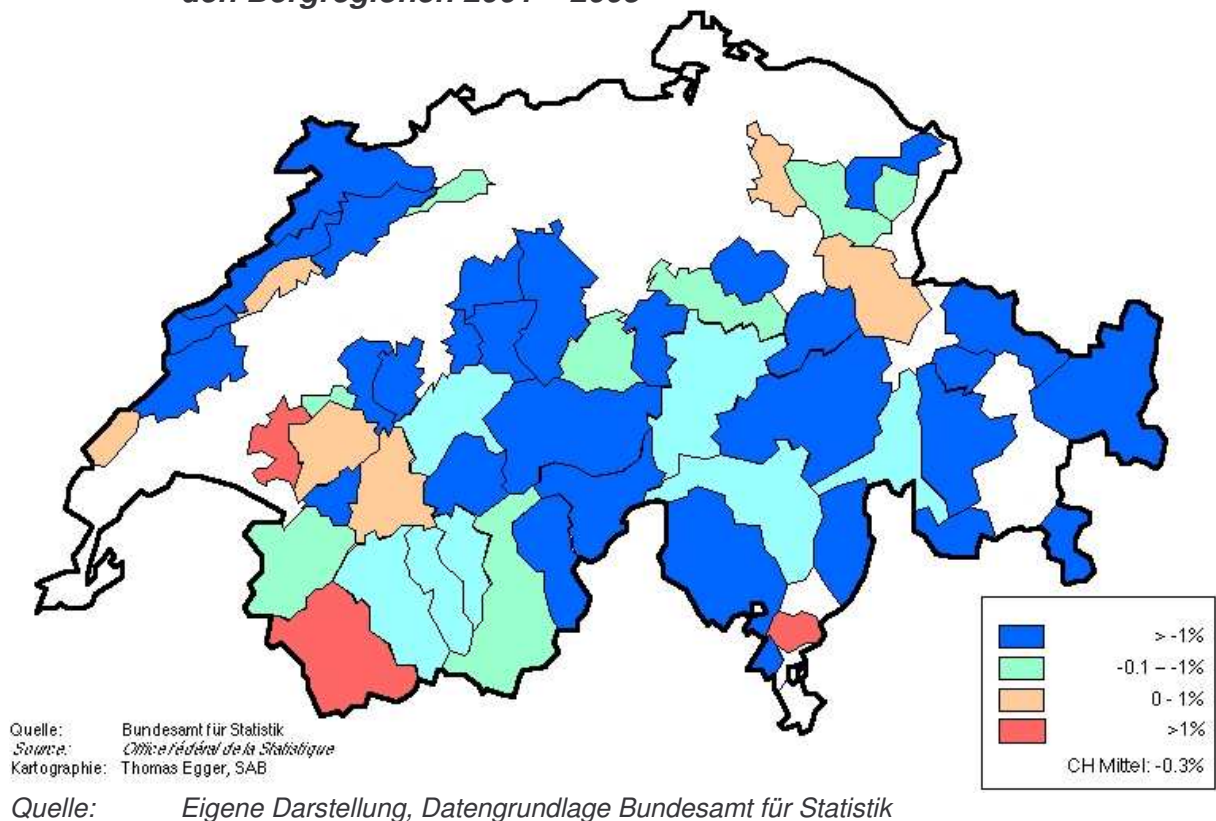 den Bergregionen 2001 – 2005
> -1%
-0.1 – -1%
0 - 1%
>1%
CH Mittel: -0.3%
Quelle: Bundesamt für Statistik
Source: Office fédéral de la Statistique
Kartographie: Thomas Egger, SAB
Quelle: Eigene Darstellung, Datengrundlage Bundesamt für Statistik